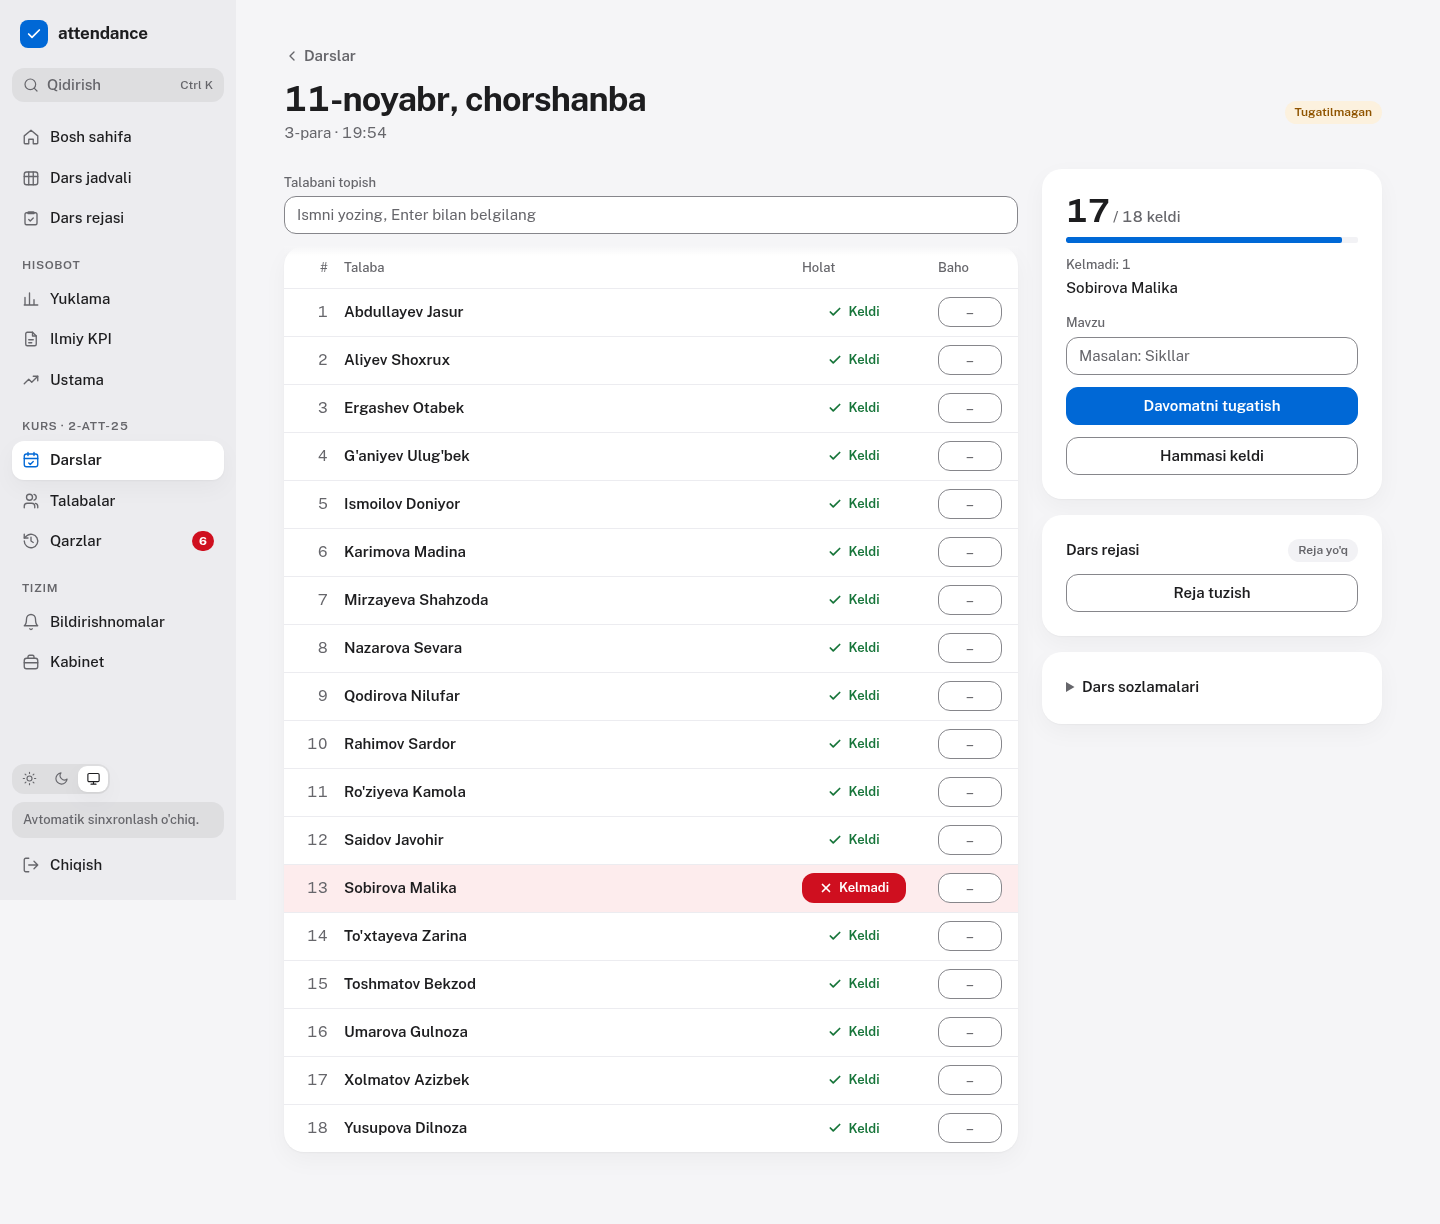 attendance
Qidirish Ctrl K
Bosh sahifa
Dars jadvali
Dars rejasi
HISOBOT
Yuklama
Ilmiy KPI
Ustama
KURS · 2-ATT-25
Darslar
Talabalar
Qarzlar 6
TIZIM
Bildirishnomalar
Kabinet
Avtomatik sinxronlash o'chiq.
Chiqish
Darslar
11-noyabr, chorshanba
3-para · 19:54
Tugatilmagan
Talabani topish
Ismni yozing, Enter bilan belgilang
# Talaba Holat Baho
1 Abdullayev Jasur Keldi –
2 Aliyev Shoxrux Keldi –
3 Ergashev Otabek Keldi –
4 G'aniyev Ulug'bek Keldi –
5 Ismoilov Doniyor Keldi –
6 Karimova Madina Keldi –
7 Mirzayeva Shahzoda Keldi –
8 Nazarova Sevara Keldi –
9 Qodirova Nilufar Keldi –
10 Rahimov Sardor Keldi –
11 Ro'ziyeva Kamola Keldi –
12 Saidov Javohir Keldi –
13 Sobirova Malika Kelmadi –
14 To'xtayeva Zarina Keldi –
15 Toshmatov Bekzod Keldi –
16 Umarova Gulnoza Keldi –
17 Xolmatov Azizbek Keldi –
18 Yusupova Dilnoza Keldi –
17 / 18 keldi
Kelmadi: 1
Sobirova Malika
Mavzu
Masalan: Sikllar
Davomatni tugatish
Hammasi keldi
Dars rejasi Reja yo'q
Reja tuzish
Dars sozlamalari